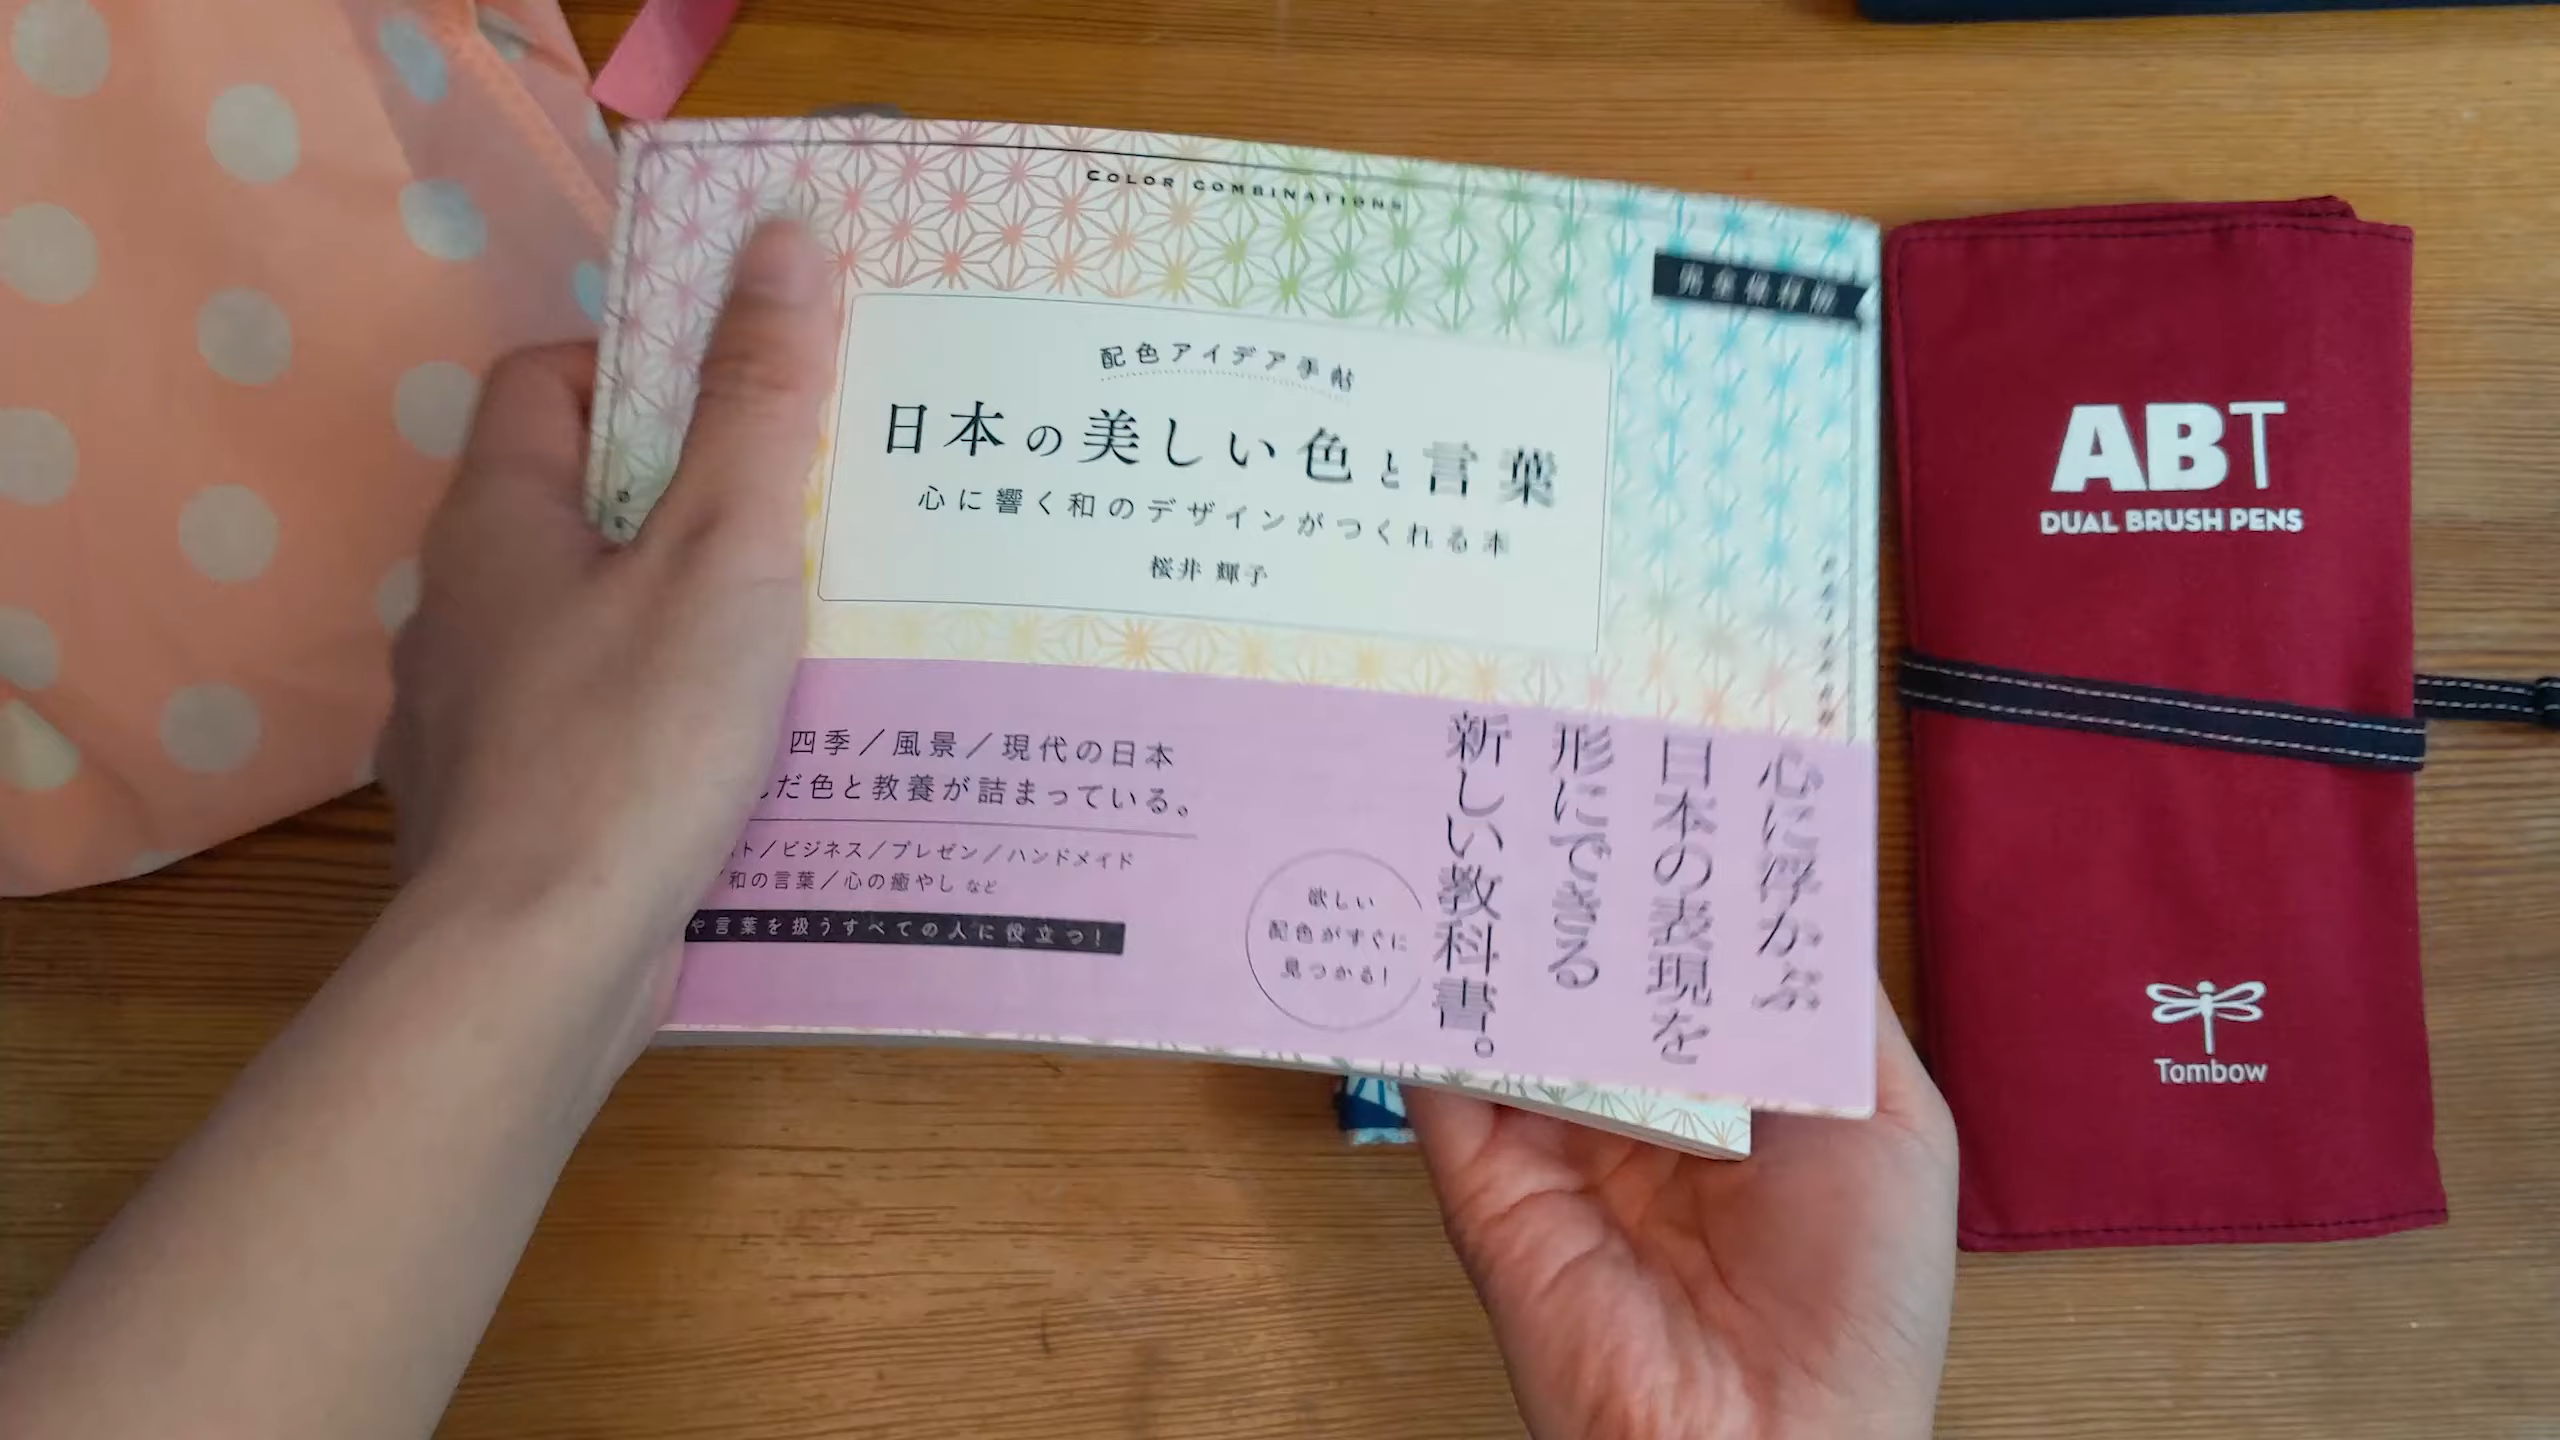 COLOR COMBINATIONS
完全保存版
配色アイデア手帖
日本の美しい色と言葉
心に響く和のデザインがつくれる本
桜井 輝子
四季/風景/現代の日本
だ色と教養が詰まっている。
ト/ビジネス/プレゼン/ハンドメイド
/和の言葉/心の癒やし など
や言葉を扱うすべての人に役立つ!
欲しい
配色がすぐに
見つかる!
心に浮かぶ
日本の表現を
形にできる
新しい教科書。
ABT
DUAL BRUSH PENS
Tombow